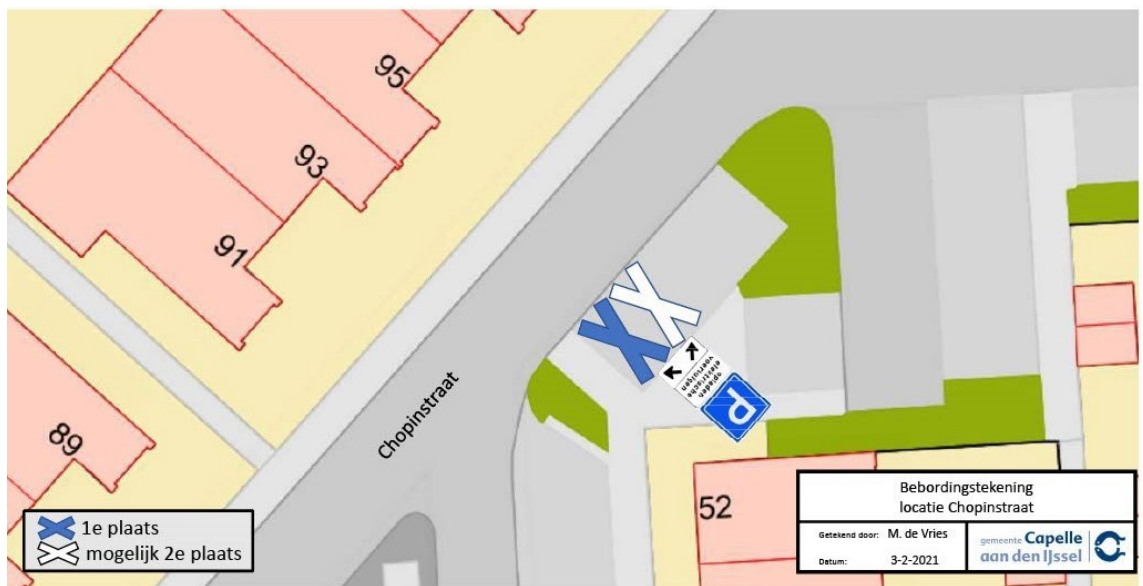 95
93
91
89
Chopinstraat
P
opladen
elektrische
voertuigen
52
1e plaats
mogelijk 2e plaats
Bebordingstekening
locatie Chopinstraat
Getekend door: M. de Vries
Datum: 3-2-2021
gemeente Capelle
aan den IJssel